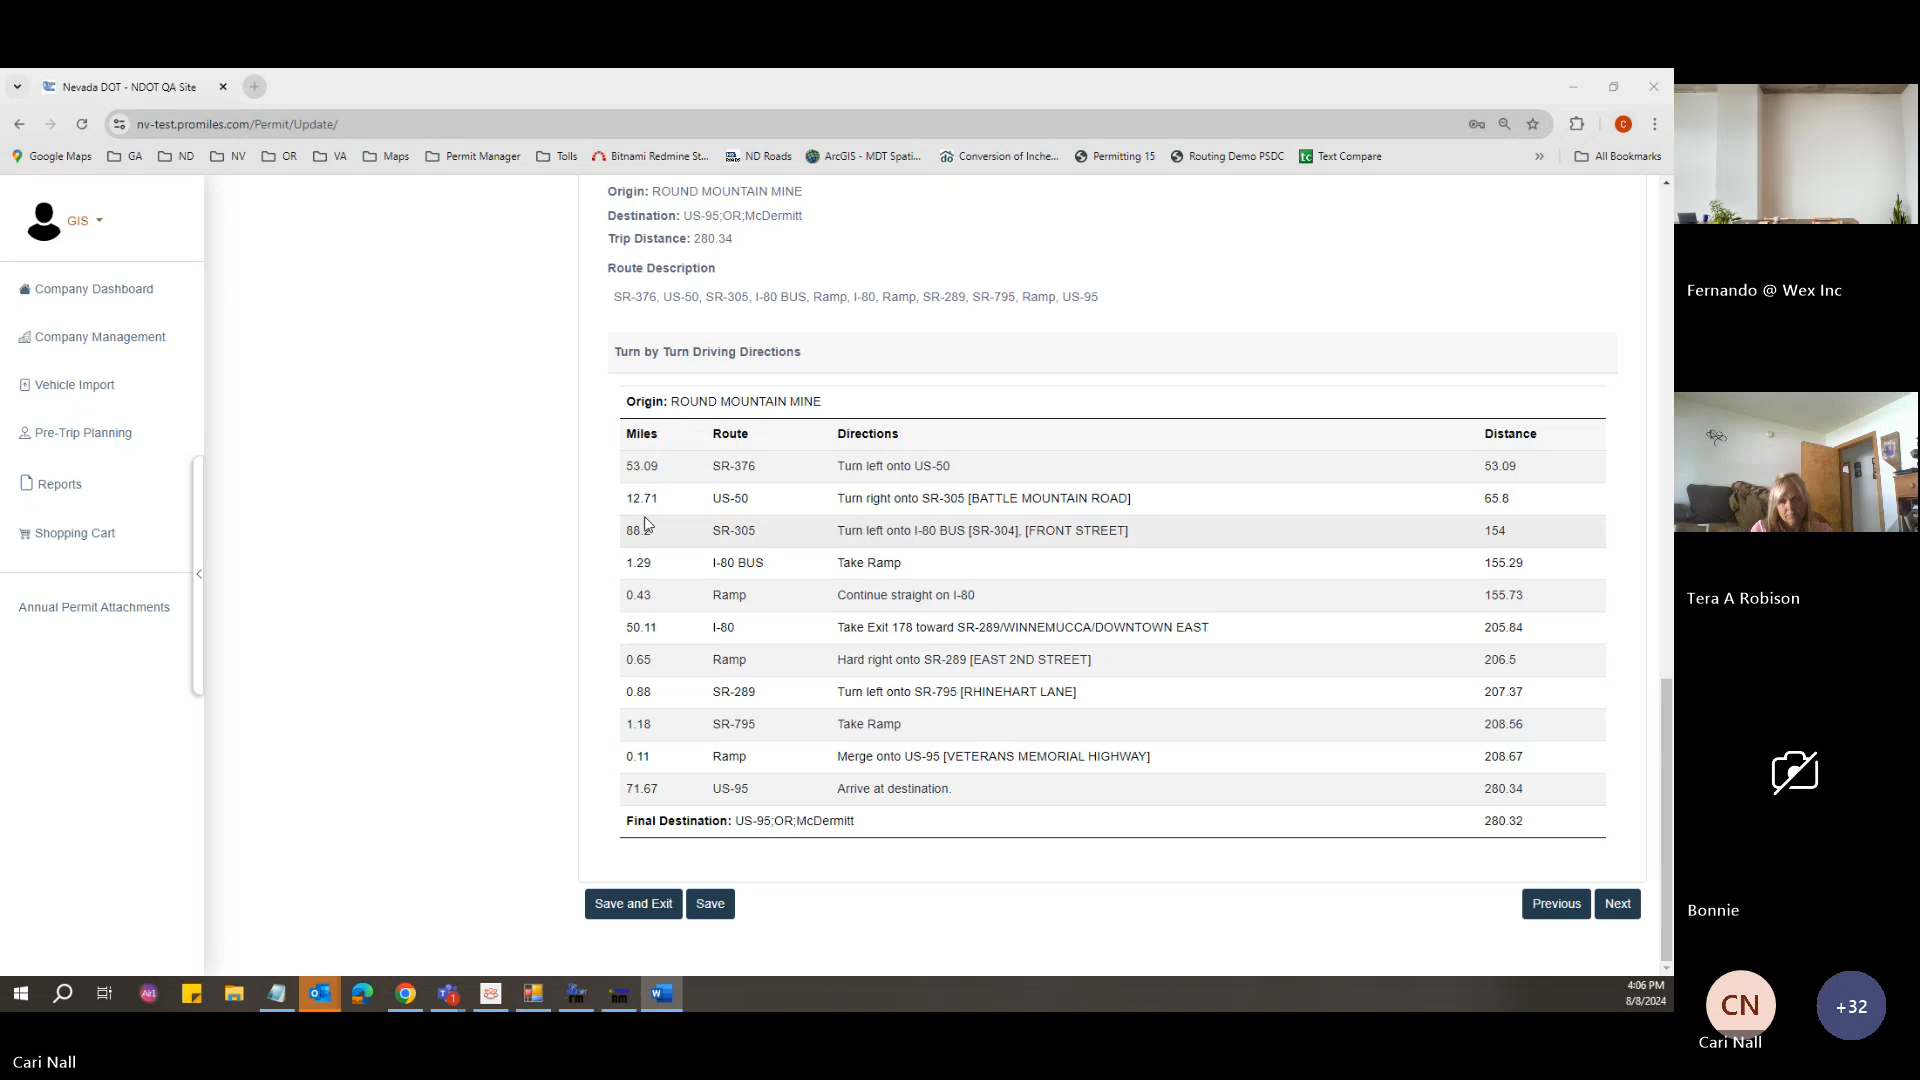 Nevada DOT - NDOT QA Site
nv-test.promiles.com/Permit/Update/
C
Google Maps GA ND NV OR VA Maps Permit Manager Tolls Bitnami Redmine St... ND Roads ArcGIS - MDT Spati... Conversion of Inche... Permitting 15 Routing Demo PSDC Text Compare All Bookmarks
GIS
Company Dashboard
Company Management
Vehicle Import
Pre-Trip Planning
Reports
Shopping Cart
Annual Permit Attachments
Origin: ROUND MOUNTAIN MINE
Destination: US-95;OR;McDermitt
Trip Distance: 280.34
Route Description
SR-376, US-50, SR-305, I-80 BUS, Ramp, I-80, Ramp, SR-289, SR-795, Ramp, US-95
Turn by Turn Driving Directions
Origin: ROUND MOUNTAIN MINE
Miles Route Directions Distance
53.09 SR-376 Turn left onto US-50 53.09
12.71 US-50 Turn right onto SR-305 [BATTLE MOUNTAIN ROAD] 65.8
SR-305 Turn left onto I-80 BUS [SR-304], [FRONT STREET] 154
1.29 I-80 BUS Take Ramp 155.29
0.43 Ramp Continue straight on I-80 155.73
50.11 I-80 Take Exit 178 toward SR-289/WINNEMUCCA/DOWNTOWN EAST 205.84
0.65 Ramp Hard right onto SR-289 [EAST 2ND STREET] 206.5
0.88 SR-289 Turn left onto SR-795 [RHINEHART LANE] 207.37
1.18 SR-795 Take Ramp 208.56
0.11 Ramp Merge onto US-95 [VETERANS MEMORIAL HIGHWAY] 208.67
71.67 US-95 Arrive at destination. 280.34
Final Destination: US-95;OR;McDermitt 280.32
Save and Exit Save Previous Next
4:06 PM
8/8/2024
Fernando @ Wex Inc
Tera A Robison
Bonnie
CN +32
Cari Nall
Cari Nall